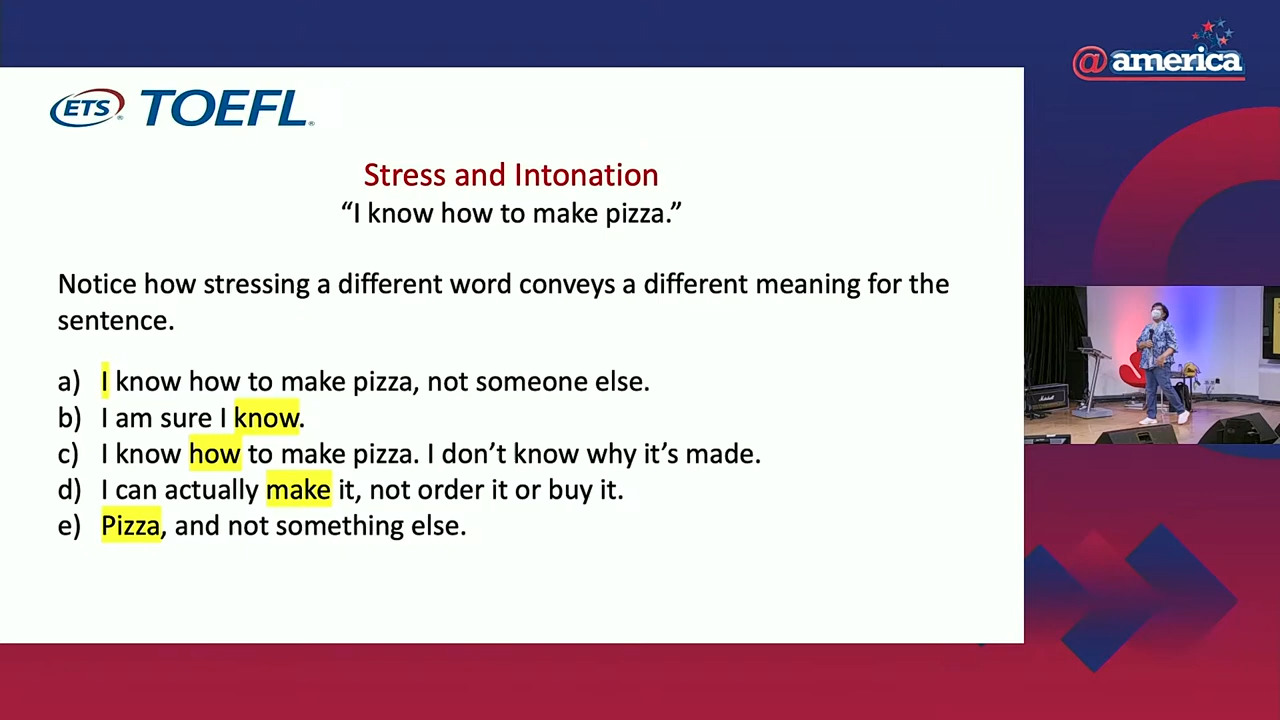 @america
ETS® TOEFL®
Stress and Intonation
“I know how to make pizza.”
Notice how stressing a different word conveys a different meaning for the
sentence.
a) I know how to make pizza, not someone else.
b) I am sure I know.
c) I know how to make pizza. I don’t know why it’s made.
d) I can actually make it, not order it or buy it.
e) Pizza, and not something else.
Marshall